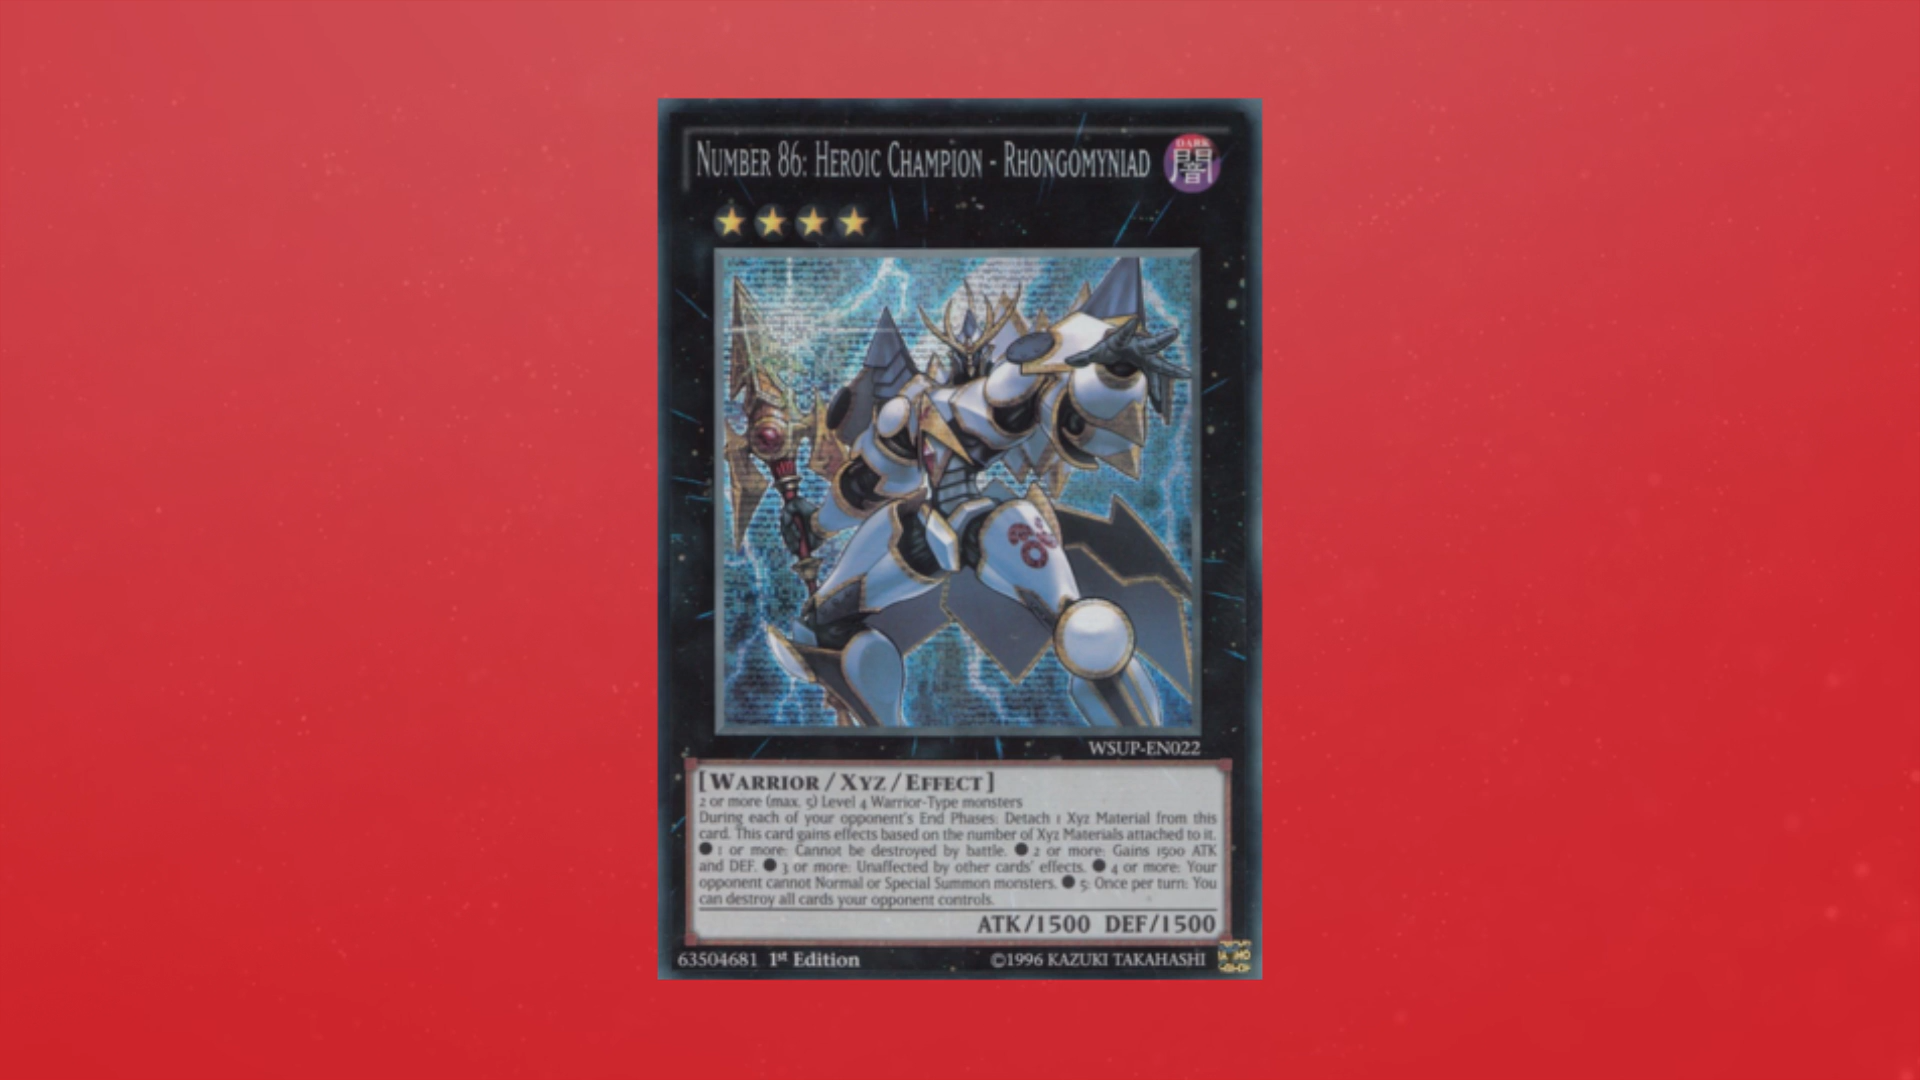 NUMBER 86: HEROIC CHAMPION - RHONGOMYNIAD
DARK
闇
WSUP-EN022
[WARRIOR/XYZ/EFFECT]
2 or more (max. 5) Level 4 Warrior-Type monsters
During each of your opponent's End Phases: Detach 1 Xyz Material from this
card. This card gains effects based on the number of Xyz Materials attached to it.
● 1 or more: Cannot be destroyed by battle. ● 2 or more: Gains 1500 ATK
and DEF. ● 3 or more: Unaffected by other cards' effects. ● 4 or more: Your
opponent cannot Normal or Special Summon monsters. ● 5: Once per turn: You
can destroy all cards your opponent controls.
ATK/1500 DEF/1500
63504681 1st Edition ©1996 KAZUKI TAKAHASHI